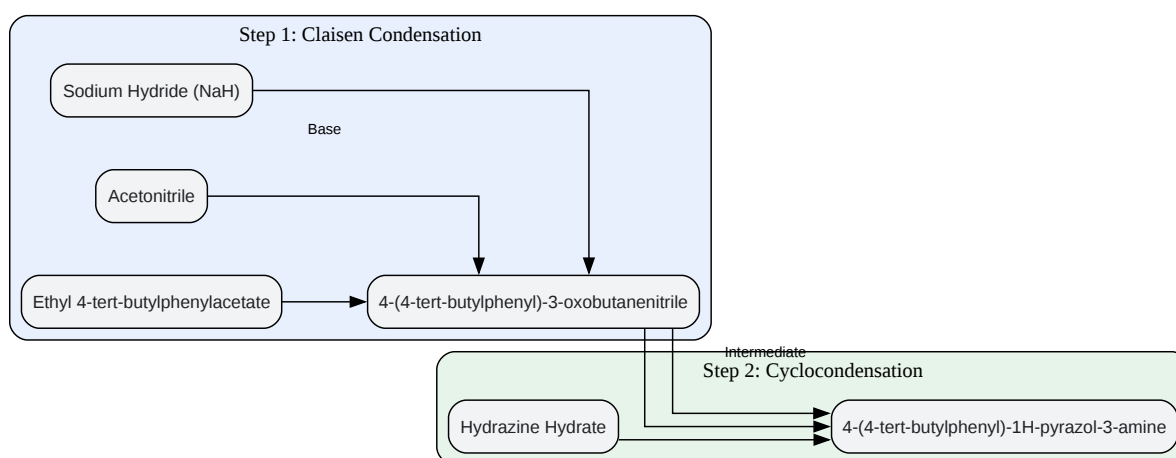 Step 1: Claisen Condensation
Sodium Hydride (NaH)
Base
Acetonitrile
Ethyl 4-tert-butylphenylacetate
4-(4-tert-butylphenyl)-3-oxobutanenitrile
Intermediate
Step 2: Cyclocondensation
Hydrazine Hydrate
4-(4-tert-butylphenyl)-1H-pyrazol-3-amine